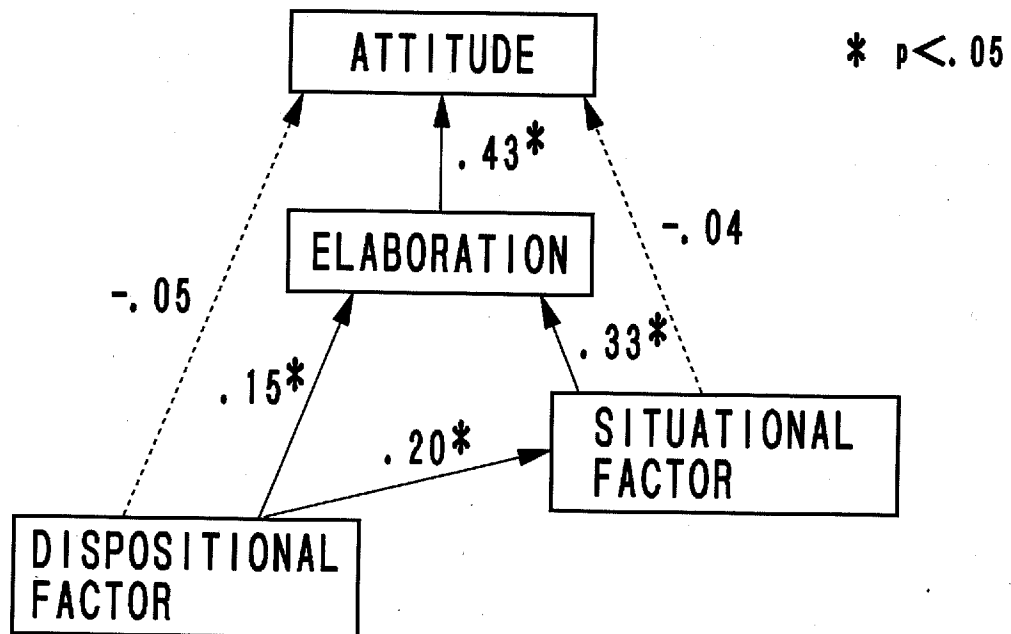 ATTITUDE
* p<.05
.43*
ELABORATION
-.04
-.05
.33*
.15*
SITUATIONAL
FACTOR
.20*
DISPOSITIONAL
FACTOR